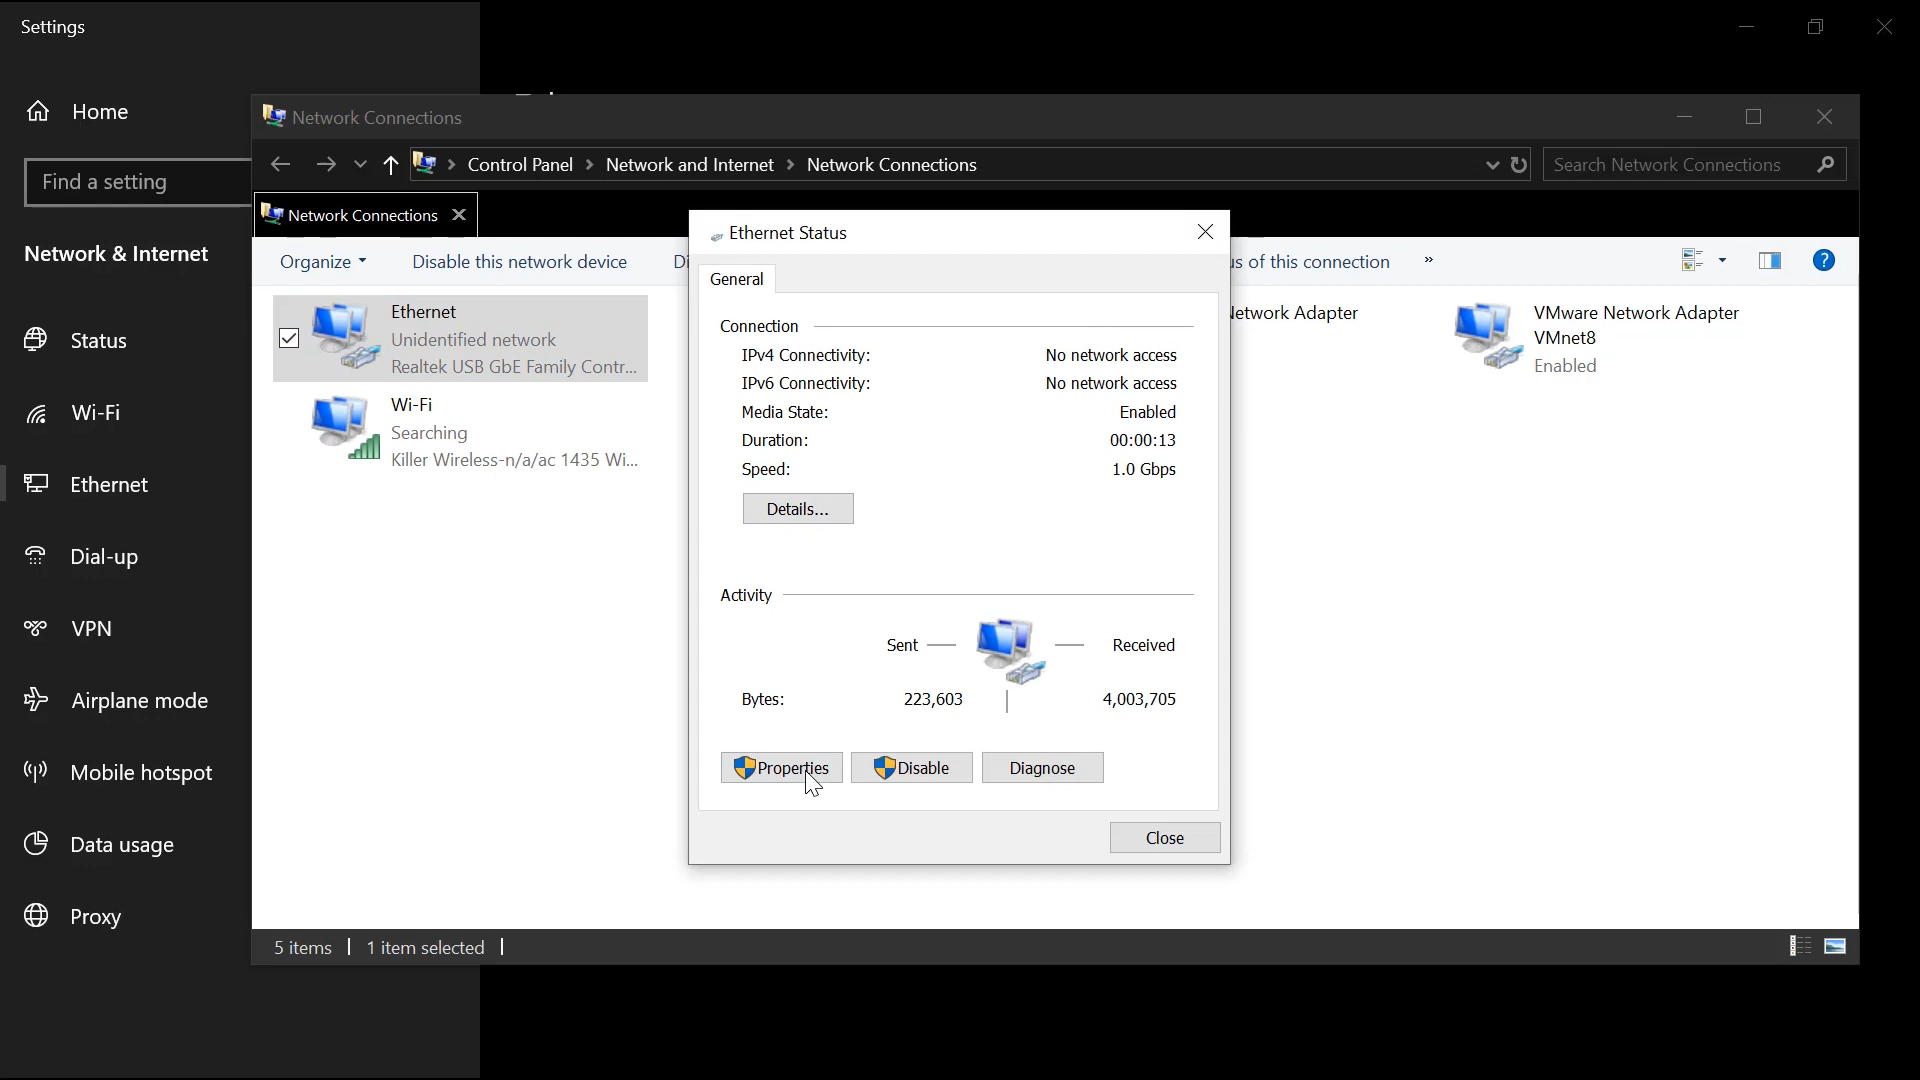 Settings
Home
Find a setting
Network & Internet
Status
Wi-Fi
Ethernet
Dial-up
VPN
Airplane mode
Mobile hotspot
Data usage
Proxy
Network Connections
Control Panel > Network and Internet > Network Connections
Search Network Connections
Network Connections
Organize
Disable this network device
Di
us of this connection
»
Ethernet
Unidentified network
Realtek USB GbE Family Contr...
Wi-Fi
Searching
Killer Wireless-n/a/ac 1435 Wi...
Network Adapter
VMware Network Adapter
VMnet8
Enabled
Ethernet Status
General
Connection
IPv4 Connectivity: No network access
IPv6 Connectivity: No network access
Media State: Enabled
Duration: 00:00:13
Speed: 1.0 Gbps
Details...
Activity
Sent
Received
Bytes: 223,603 4,003,705
Properties
Disable
Diagnose
Close
5 items
1 item selected